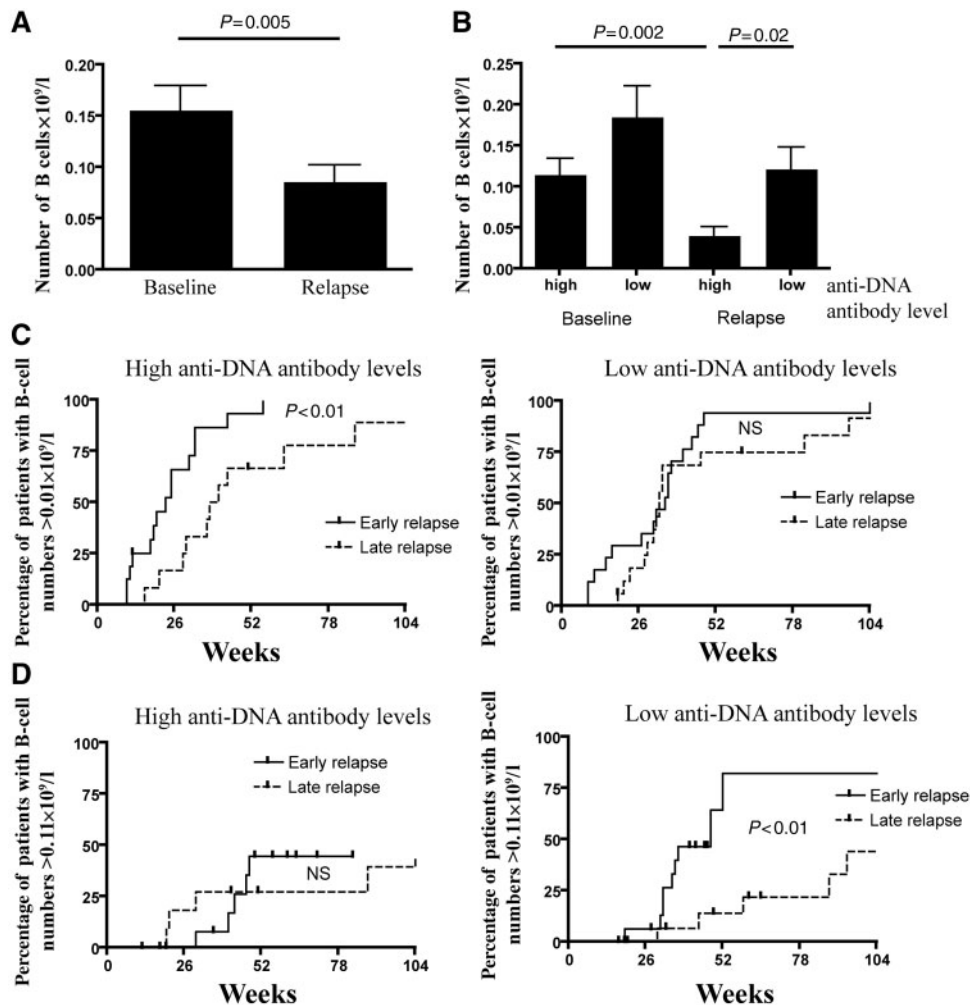 A
P=0.005
Number of B cells×10⁹/l
0.20
0.15
0.10
0.05
0.00
Baseline
Relapse
B
P=0.002
P=0.02
Number of B cells×10⁹/l
0.25
0.20
0.15
0.10
0.05
0.00
high
low
high
low
anti-DNA
antibody level
Baseline
Relapse
C
High anti-DNA antibody levels
Percentage of patients with B-cell
numbers >0.01×10⁹/l
100
75
50
25
0
P<0.01
Early relapse
Late relapse
0
26
52
78
104
Weeks
Low anti-DNA antibody levels
Percentage of patients with B-cell
numbers >0.01×10⁹/l
100
75
50
25
0
NS
Early relapse
Late relapse
0
26
52
78
104
Weeks
D
High anti-DNA antibody levels
Percentage of patients with B-cell
numbers >0.11×10⁹/l
100
75
50
25
0
Early relapse
Late relapse
NS
0
26
52
78
104
Weeks
Low anti-DNA antibody levels
Percentage of patients with B-cell
numbers >0.11×10⁹/l
100
75
50
25
0
Early relapse
Late relapse
P<0.01
0
26
52
78
104
Weeks